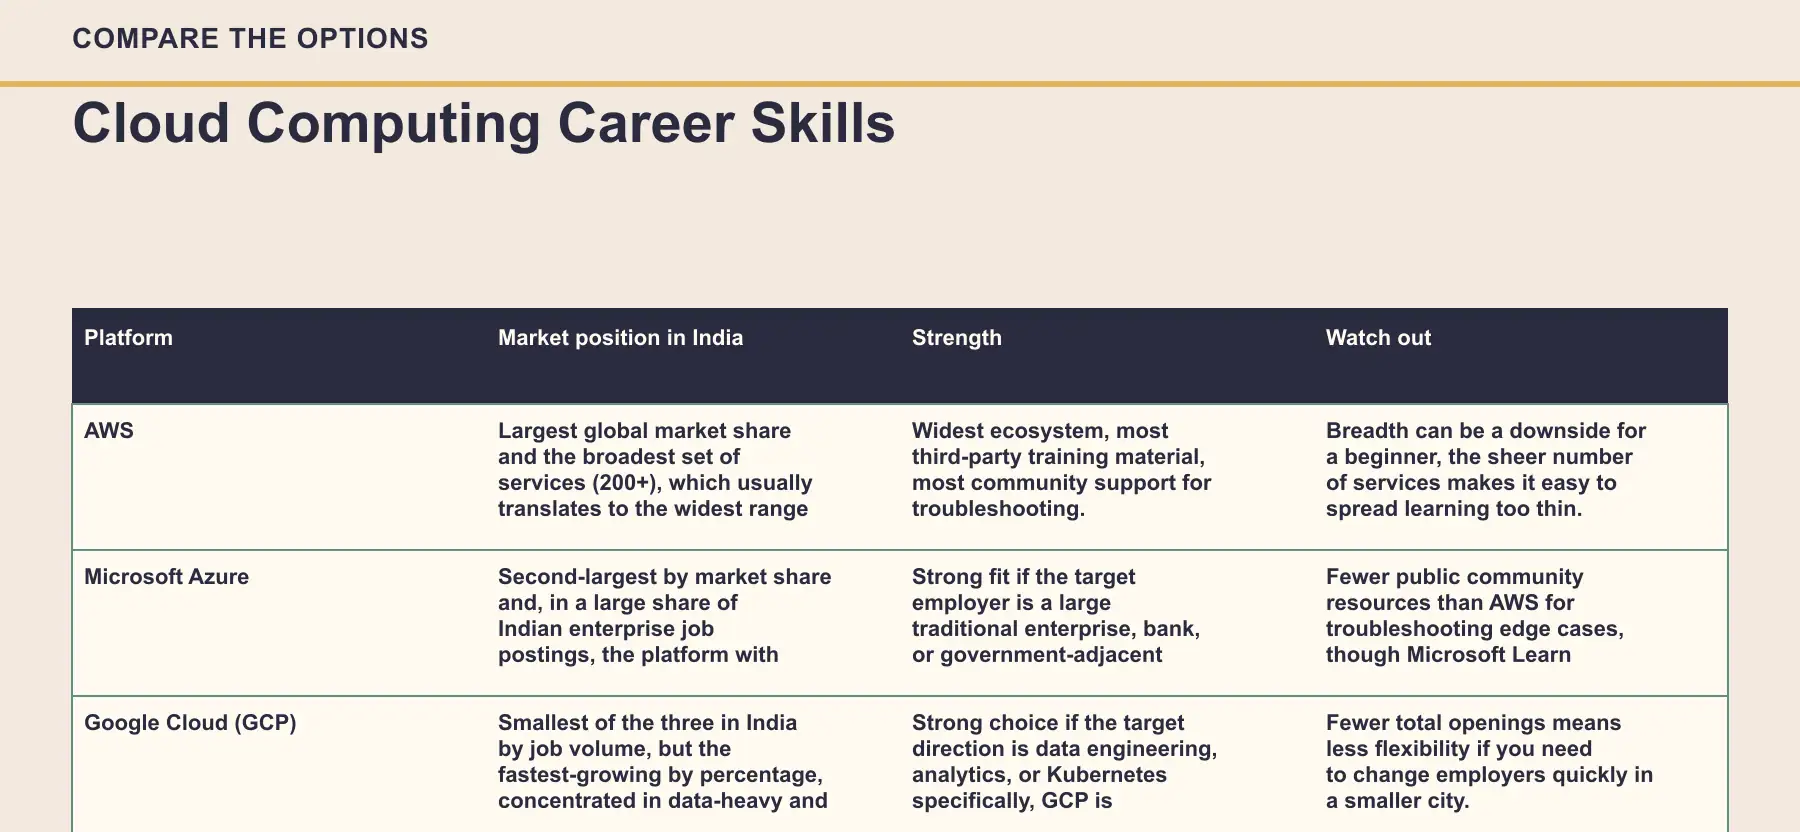 COMPARE THE OPTIONS
Cloud Computing Career Skills
Platform
Market position in India
Strength
Watch out
AWS
Largest global market share
and the broadest set of
services (200+), which usually
translates to the widest range
Widest ecosystem, most
third-party training material,
most community support for
troubleshooting.
Breadth can be a downside for
a beginner, the sheer number
of services makes it easy to
spread learning too thin.
Microsoft Azure
Second-largest by market share
and, in a large share of
Indian enterprise job
postings, the platform with
Strong fit if the target
employer is a large
traditional enterprise, bank,
or government-adjacent
Fewer public community
resources than AWS for
troubleshooting edge cases,
though Microsoft Learn
Google Cloud (GCP)
Smallest of the three in India
by job volume, but the
fastest-growing by percentage,
concentrated in data-heavy and
Strong choice if the target
direction is data engineering,
analytics, or Kubernetes
specifically, GCP is
Fewer total openings means
less flexibility if you need
to change employers quickly in
a smaller city.